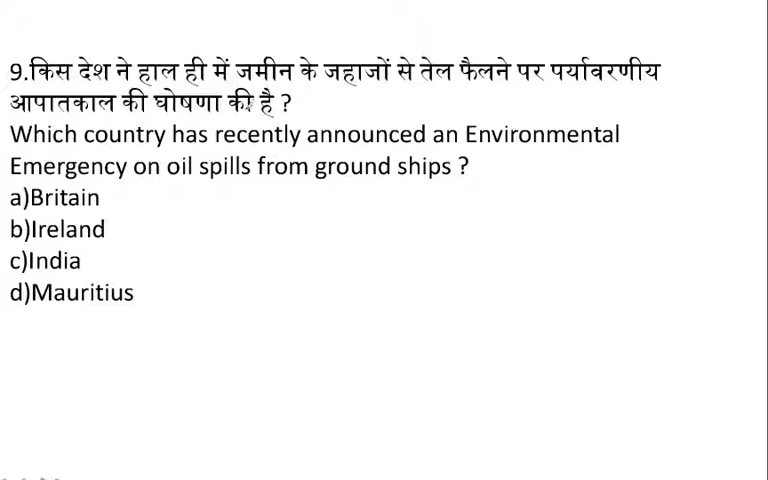 9.किस देश ने हाल ही में जमीन के जहाजों से तेल फैलने पर पर्यावरणीय
आपातकाल की घोषणा की है ?
Which country has recently announced an Environmental
Emergency on oil spills from ground ships ?
a)Britain
b)Ireland
c)India
d)Mauritius